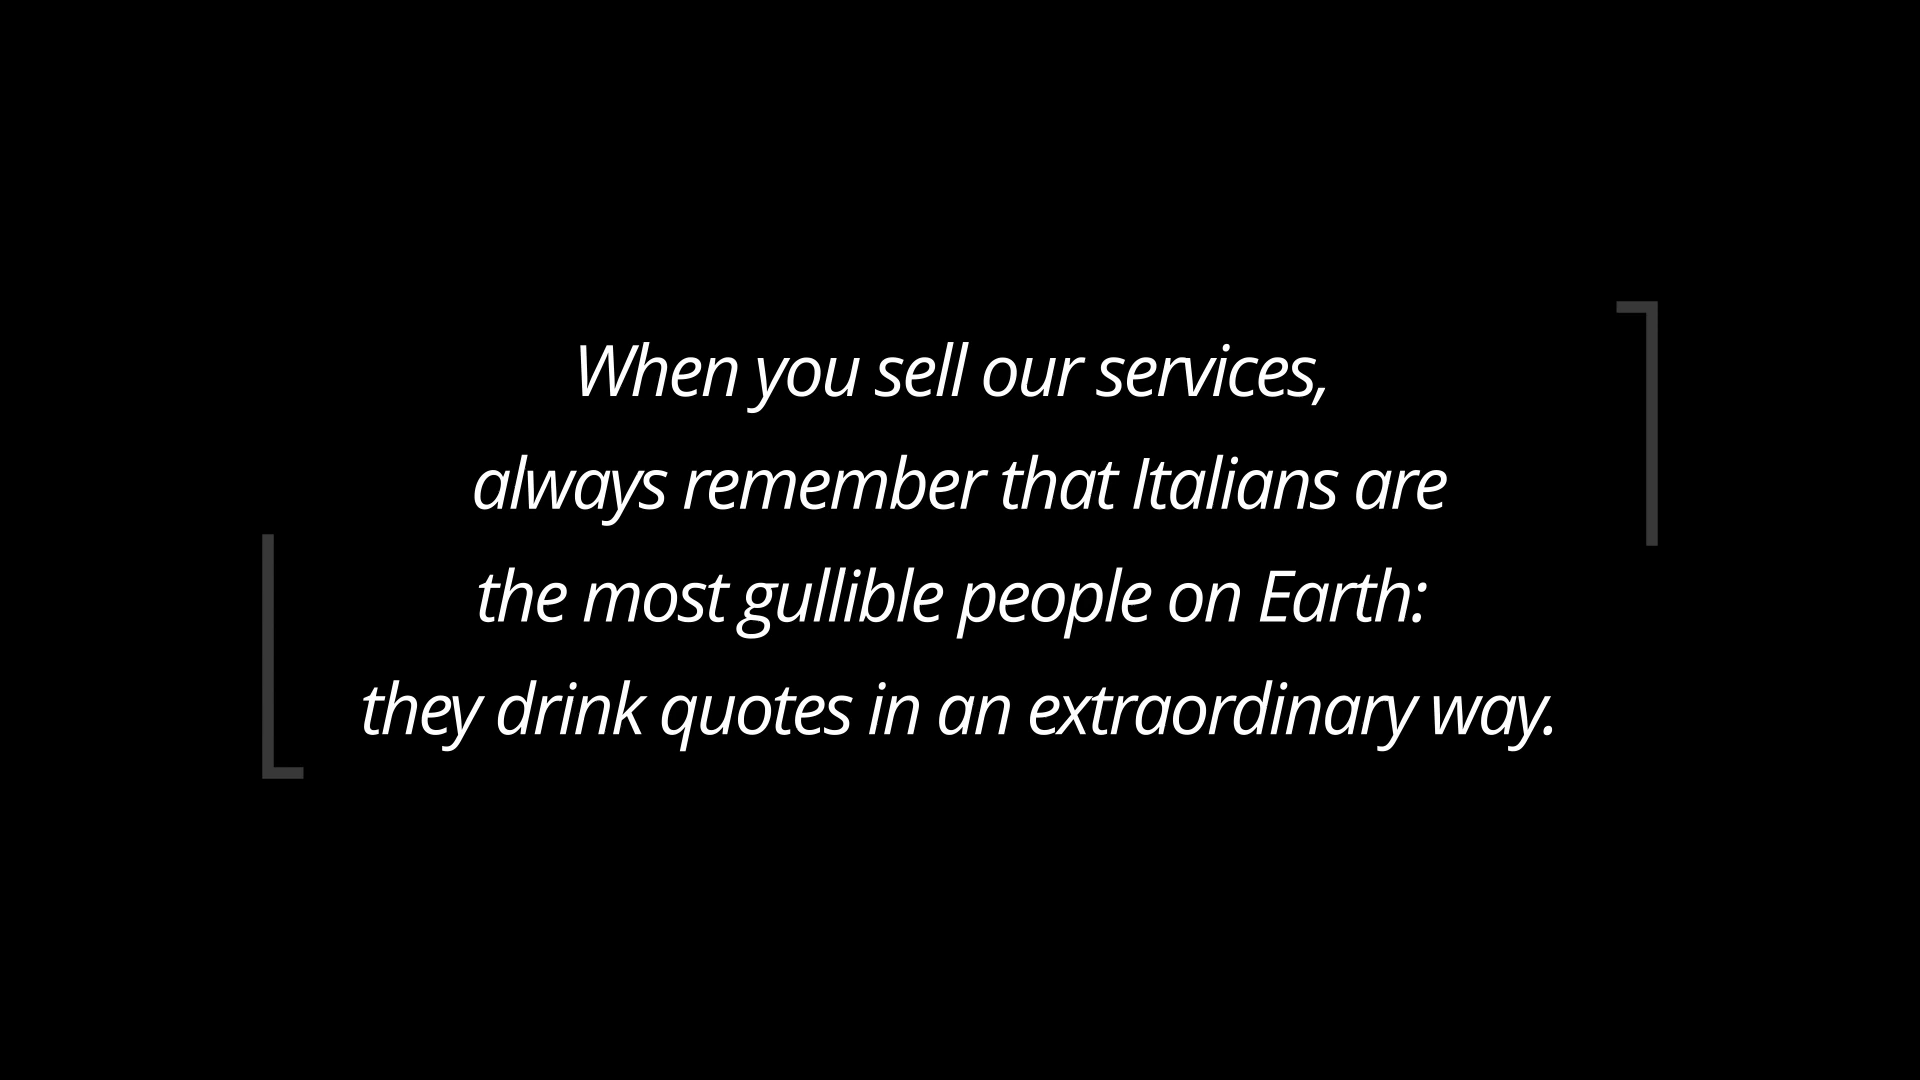 When you sell our services,
always remember that Italians are
the most gullible people on Earth:
they drink quotes in an extraordinary way.